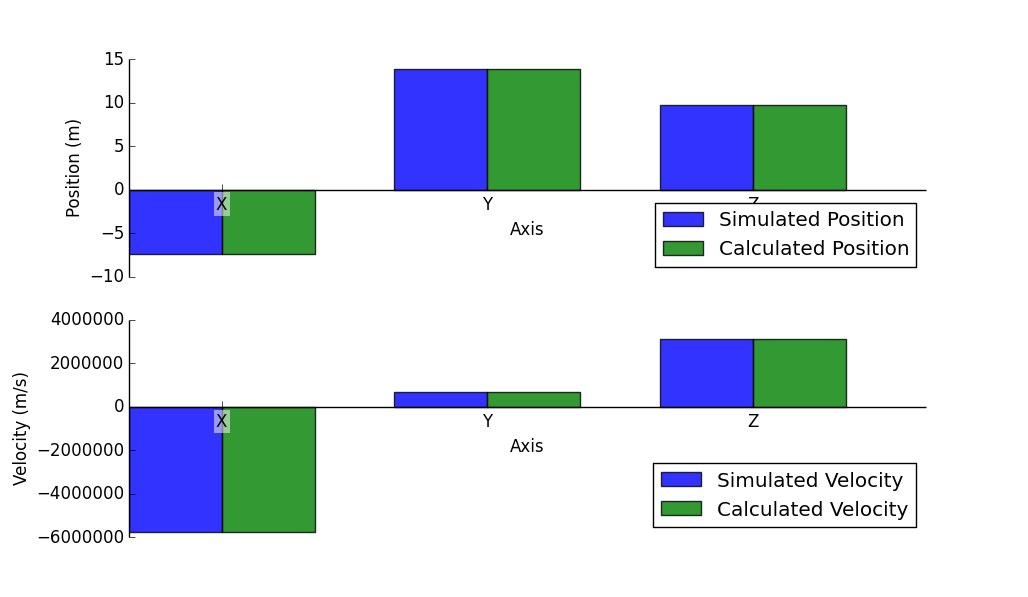 15
10
5
0
−5
−10
Position (m)
X
Y
Z
Axis
Simulated Position
Calculated Position
4000000
2000000
0
−2000000
−4000000
−6000000
Velocity (m/s)
X
Y
Z
Axis
Simulated Velocity
Calculated Velocity